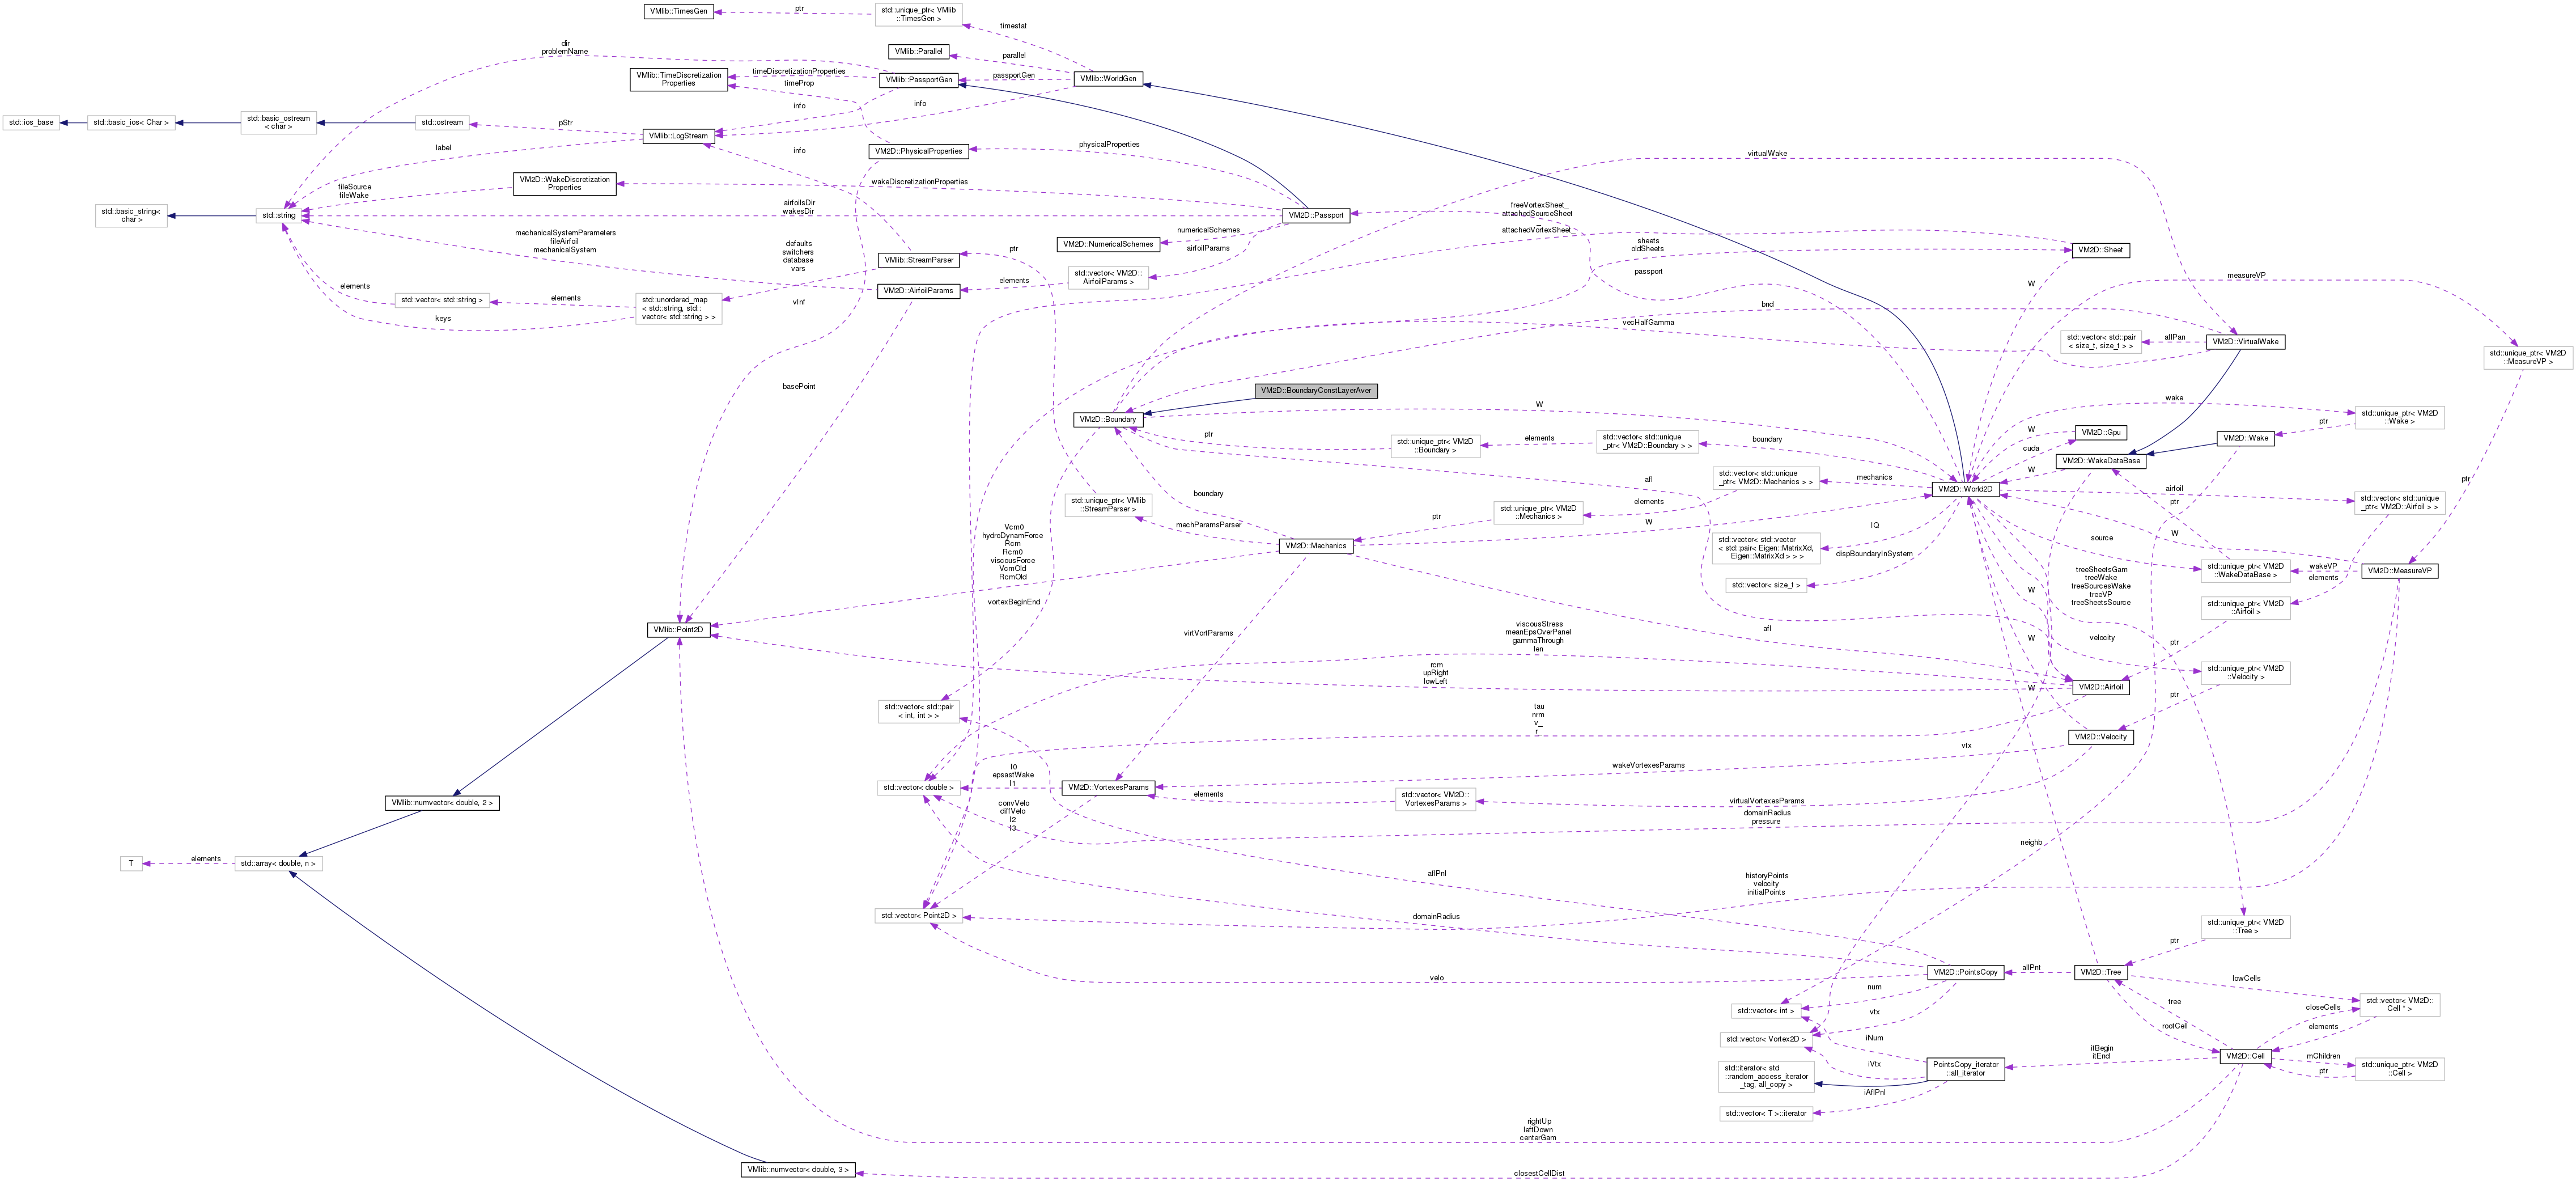 VMlib::TimesGen
ptr
std::unique_ptr< VMlib
::TimesGen >
timestat
dir
problemName
VMlib::Parallel
parallel
VMlib::TimeDiscretization
Properties
timeDiscretizationProperties
timeProp
VMlib::PassportGen
passportGen
VMlib::WorldGen
info
info
std::ios_base
std::basic_ios< Char >
std::basic_ostream
< char >
std::ostream
pStr
VMlib::LogStream
label
info
VM2D::PhysicalProperties
physicalProperties
virtualWake
fileSource
fileWake
VM2D::WakeDiscretization
Properties
wakeDiscretizationProperties
std::basic_string<
char >
std::string
airfoilsDir
wakesDir
VM2D::Passport
freeVortexSheet_
attachedSourceSheet
_
attachedVortexSheet
mechanicalSystemParameters
fileAirfoil
mechanicalSystem
defaults
switchers
database
vars
VM2D::NumericalSchemes
numericalSchemes
airfoilParams
sheets
oldSheets
VM2D::Sheet
ptr
VMlib::StreamParser
passport
measureVP
std::vector< VM2D::
AirfoilParams >
elements
VM2D::AirfoilParams
W
elements
std::vector< std::string >
elements
std::unordered_map
< std::string, std::
vector< std::string > >
keys
vInf
bnd
vecHalfGamma
std::vector< std::pair
< size_t, size_t > >
aflPan
VM2D::VirtualWake
std::unique_ptr< VM2D
::MeasureVP >
basePoint
VM2D::BoundaryConstLayerAver
VM2D::Boundary
W
wake
std::unique_ptr< VM2D
::Wake >
ptr
ptr
std::unique_ptr< VM2D
::Boundary >
elements
std::vector< std::unique
_ptr< VM2D::Boundary > >
boundary
W
VM2D::Gpu
cuda
VM2D::Wake
VM2D::WakeDataBase
W
afl
std::vector< std::unique
_ptr< VM2D::Mechanics > >
mechanics
VM2D::World2D
airfoil
ptr
std::vector< std::unique
_ptr< VM2D::Airfoil > >
ptr
boundary
std::unique_ptr< VMlib
::StreamParser >
mechParamsParser
elements
std::unique_ptr< VM2D
::Mechanics >
ptr
W
IQ
Vcm0
hydroDynamForce
Rcm
Rcm0
viscousForce
VcmOld
RcmOld
VM2D::Mechanics
std::vector< std::vector
< std::pair< Eigen::MatrixXd,
Eigen::MatrixXd > > >
dispBoundaryInSystem
source
W
std::vector< size_t >
treeSheetsGam
treeWake
treeSourcesWake
treeVP
treeSheetsSource
std::unique_ptr< VM2D
::WakeDataBase >
wakeVP
elements
VM2D::MeasureVP
W
vortexBeginEnd
std::unique_ptr< VM2D
::Airfoil >
VMlib::Point2D
virtVortParams
viscousStress
meanEpsOverPanel
gammaThrough
len
afl
W
velocity
ptr
rcm
upRight
lowLeft
std::unique_ptr< VM2D
::Velocity >
VM2D::Airfoil
W
ptr
std::vector< std::pair
< int, int > >
tau
nrm
v_
r_
VM2D::Velocity
vtx
I0
epsastWake
I1
wakeVortexesParams
std::vector< double >
VM2D::VortexesParams
elements
std::vector< VM2D::
VortexesParams >
virtualVortexesParams
VMlib::numvector< double, 2 >
convVelo
diffVelo
I2
I3
domainRadius
pressure
neighb
T
elements
std::array< double, n >
aflPnl
historyPoints
velocity
initialPoints
std::vector< Point2D >
domainRadius
std::unique_ptr< VM2D
::Tree >
ptr
velo
VM2D::PointsCopy
allPnt
VM2D::Tree
lowCells
num
std::vector< int >
vtx
tree
rootCell
closeCells
std::vector< VM2D::
Cell * >
elements
std::vector< Vortex2D >
iNum
itBegin
itEnd
VM2D::Cell
mChildren
ptr
std::unique_ptr< VM2D
::Cell >
iVtx
PointsCopy_iterator
::all_iterator
std::iterator< std
::random_access_iterator
_tag, all_copy >
iAflPnl
std::vector< T >::iterator
rightUp
leftDown
centerGam
VMlib::numvector< double, 3 >
closestCellDist